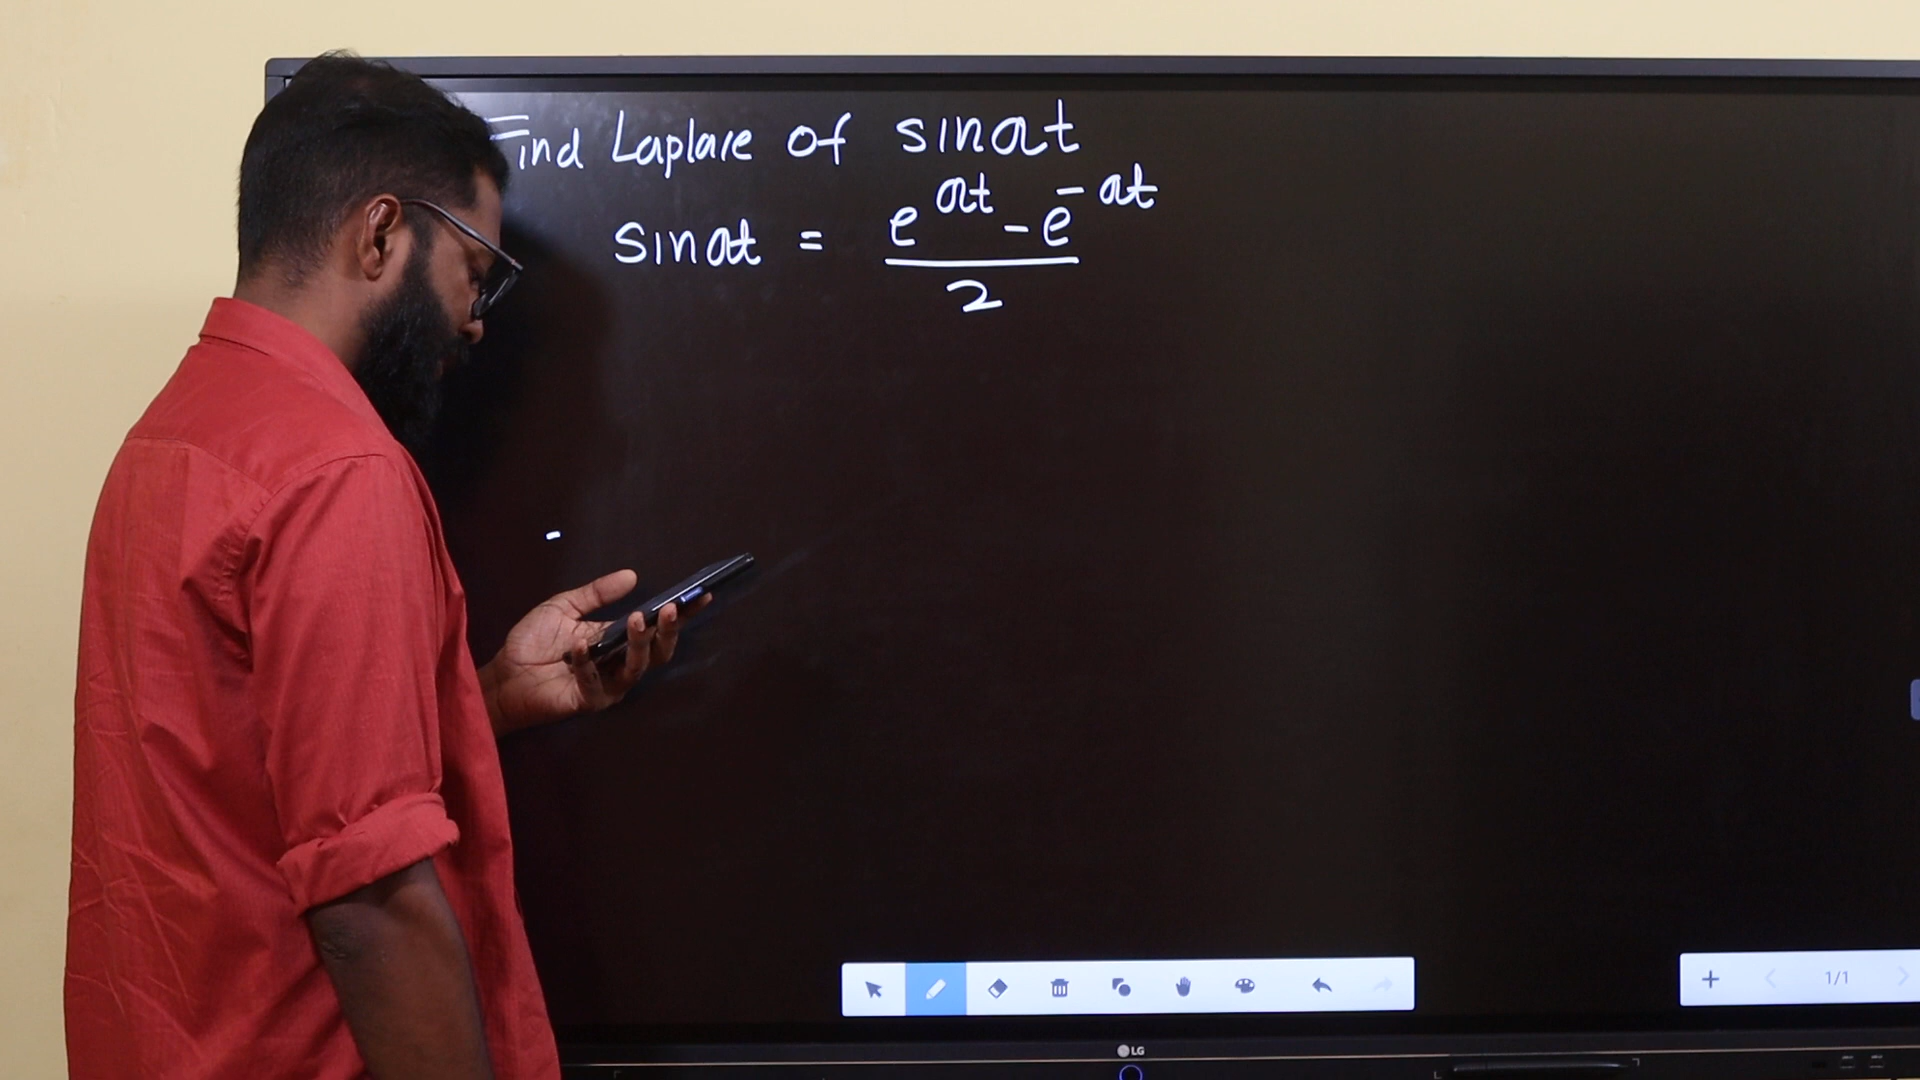 Find Laplace of sinat
sinat = e^{at} - e^{-at} / 2
1/1
LG